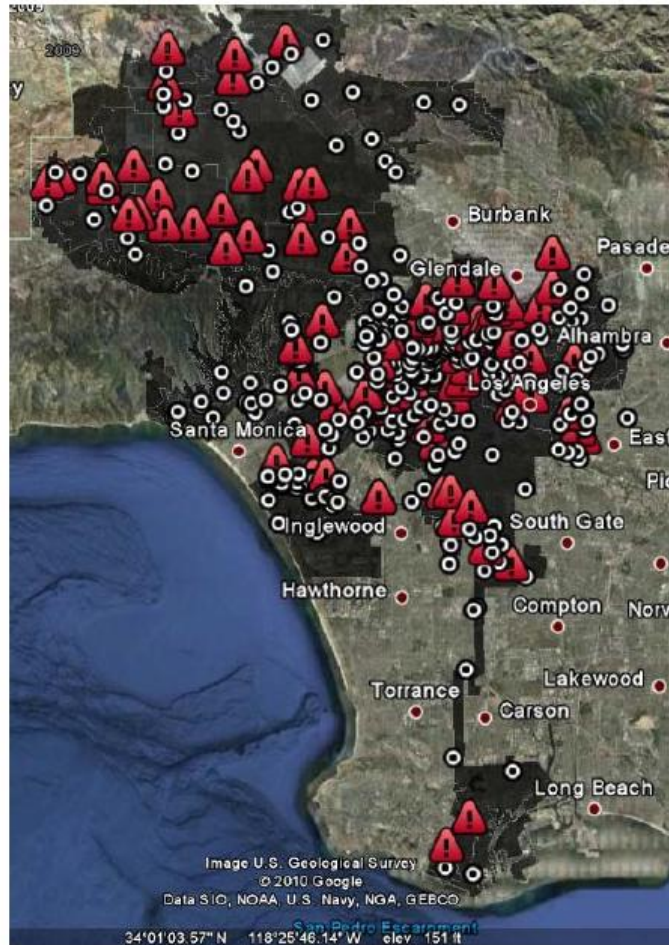 2009
Burbank
Pasade
Glendale
Alhambra
Los Angeles
Santa Monica
East
Pic
Inglewood
South Gate
Hawthorne
Compton
Norw
Lakewood
Torrance
Carson
Long Beach
Image U.S. Geological Survey
© 2010 Google
Data SIO, NOAA, U.S. Navy, NGA, GEBCO
San Pedro Escarpment
34°01'03.57" N 118°25'46.14" W elev 151 ft